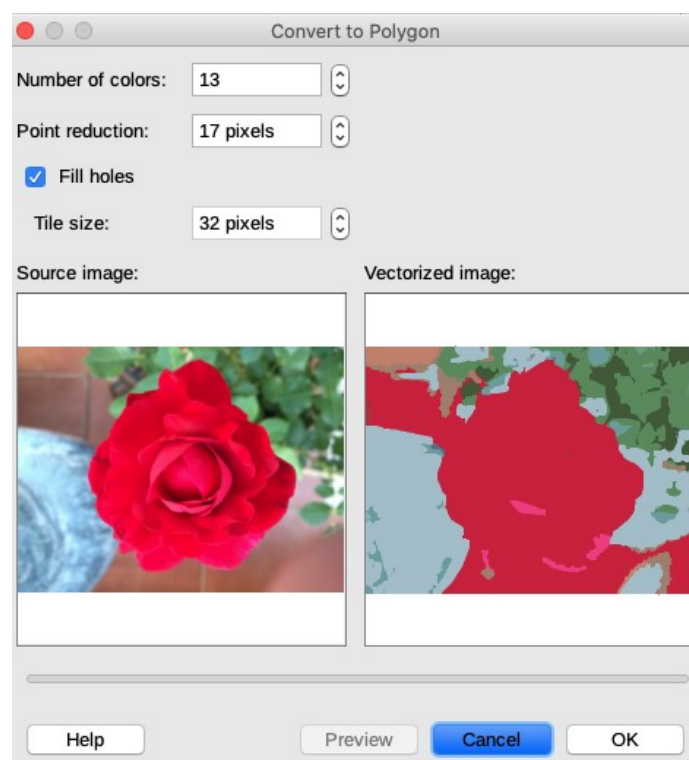 Convert to Polygon
Number of colors: 13
Point reduction: 17 pixels
Fill holes
Tile size: 32 pixels
Source image: Vectorized image:
Help Preview Cancel OK